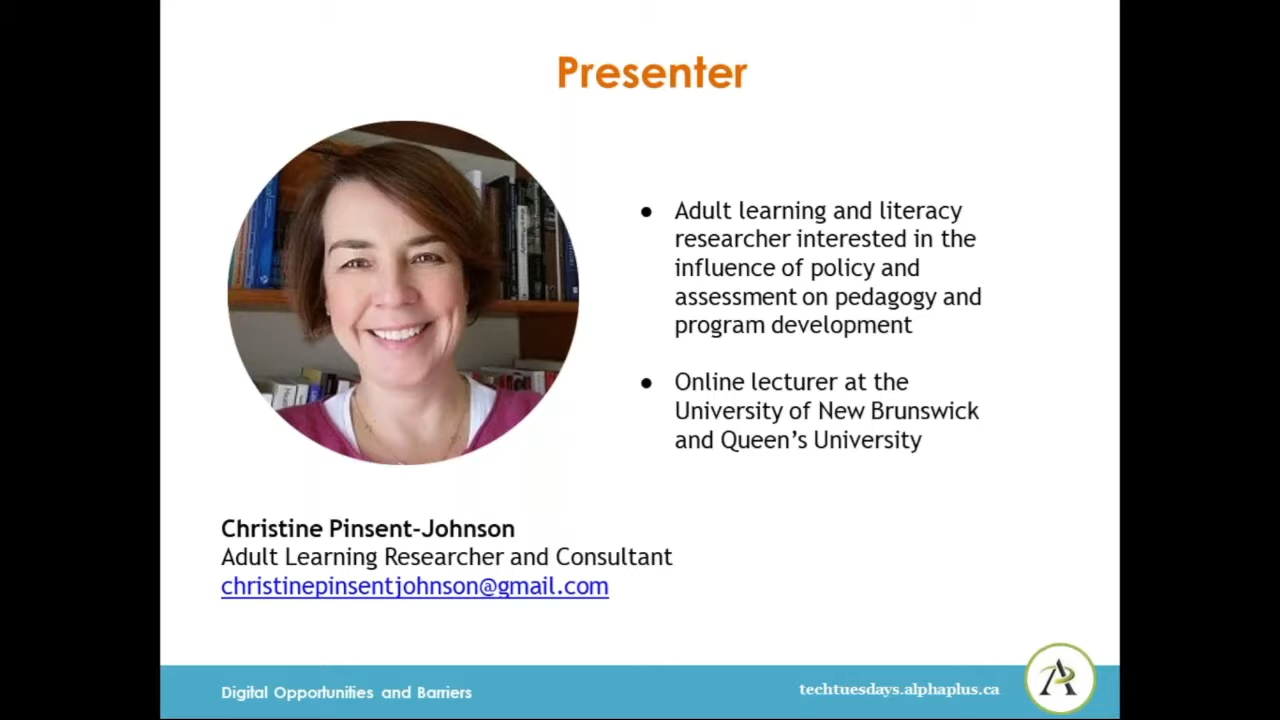 Presenter
● Adult learning and literacy
researcher interested in the
influence of policy and
assessment on pedagogy and
program development
● Online lecturer at the
University of New Brunswick
and Queen’s University
Christine Pinsent-Johnson
Adult Learning Researcher and Consultant
christinepinsentjohnson@gmail.com
Digital Opportunities and Barriers
techtuesdays.alphaplus.ca